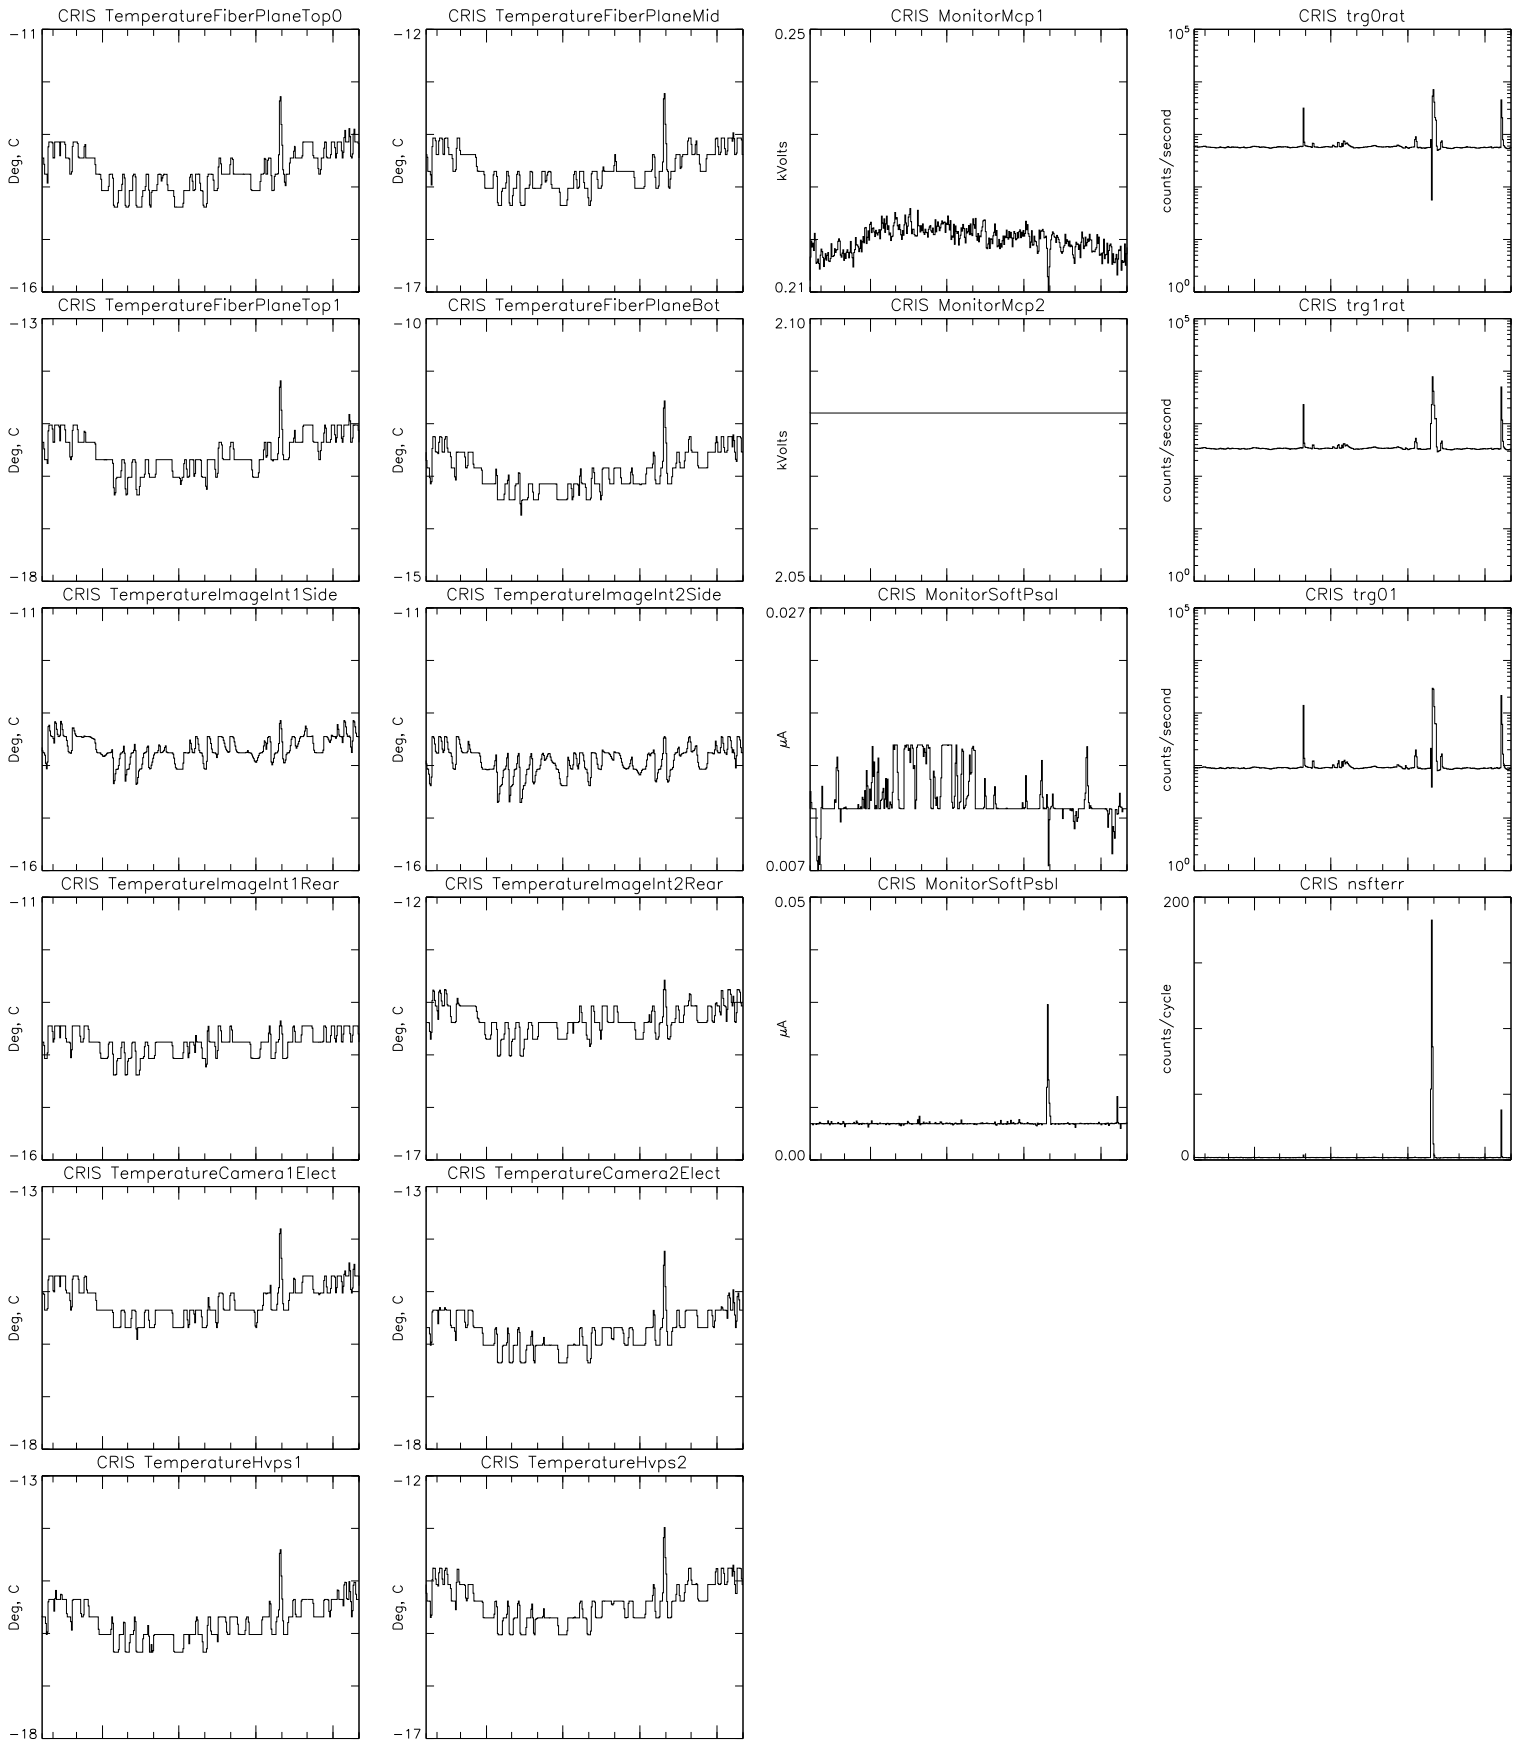 CRIS TemperatureFiberPlaneTop0
-11
Deg, C
-16
CRIS TemperatureFiberPlaneMid
-12
Deg, C
-17
CRIS MonitorMcp1
0.25
kVolts
0.21
CRIS trg0rat
10^5
counts/second
10^0
CRIS TemperatureFiberPlaneTop1
-13
Deg, C
-18
CRIS TemperatureFiberPlaneBot
-10
Deg, C
-15
CRIS MonitorMcp2
2.10
kVolts
2.05
CRIS trg1rat
10^5
counts/second
10^0
CRIS TemperatureImageInt1Side
-11
Deg, C
-16
CRIS TemperatureImageInt2Side
-11
Deg, C
-16
CRIS MonitorSoftPsaI
0.027
μA
0.007
CRIS trg01
10^5
counts/second
10^0
CRIS TemperatureImageInt1Rear
-11
Deg, C
-16
CRIS TemperatureImageInt2Rear
-12
Deg, C
-17
CRIS MonitorSoftPsbI
0.05
μA
0.00
CRIS nsfterr
200
counts/cycle
0
CRIS TemperatureCamera1Elect
-13
Deg, C
-18
CRIS TemperatureCamera2Elect
-13
Deg, C
-18
CRIS TemperatureHvps1
-13
Deg, C
-18
CRIS TemperatureHvps2
-12
Deg, C
-17